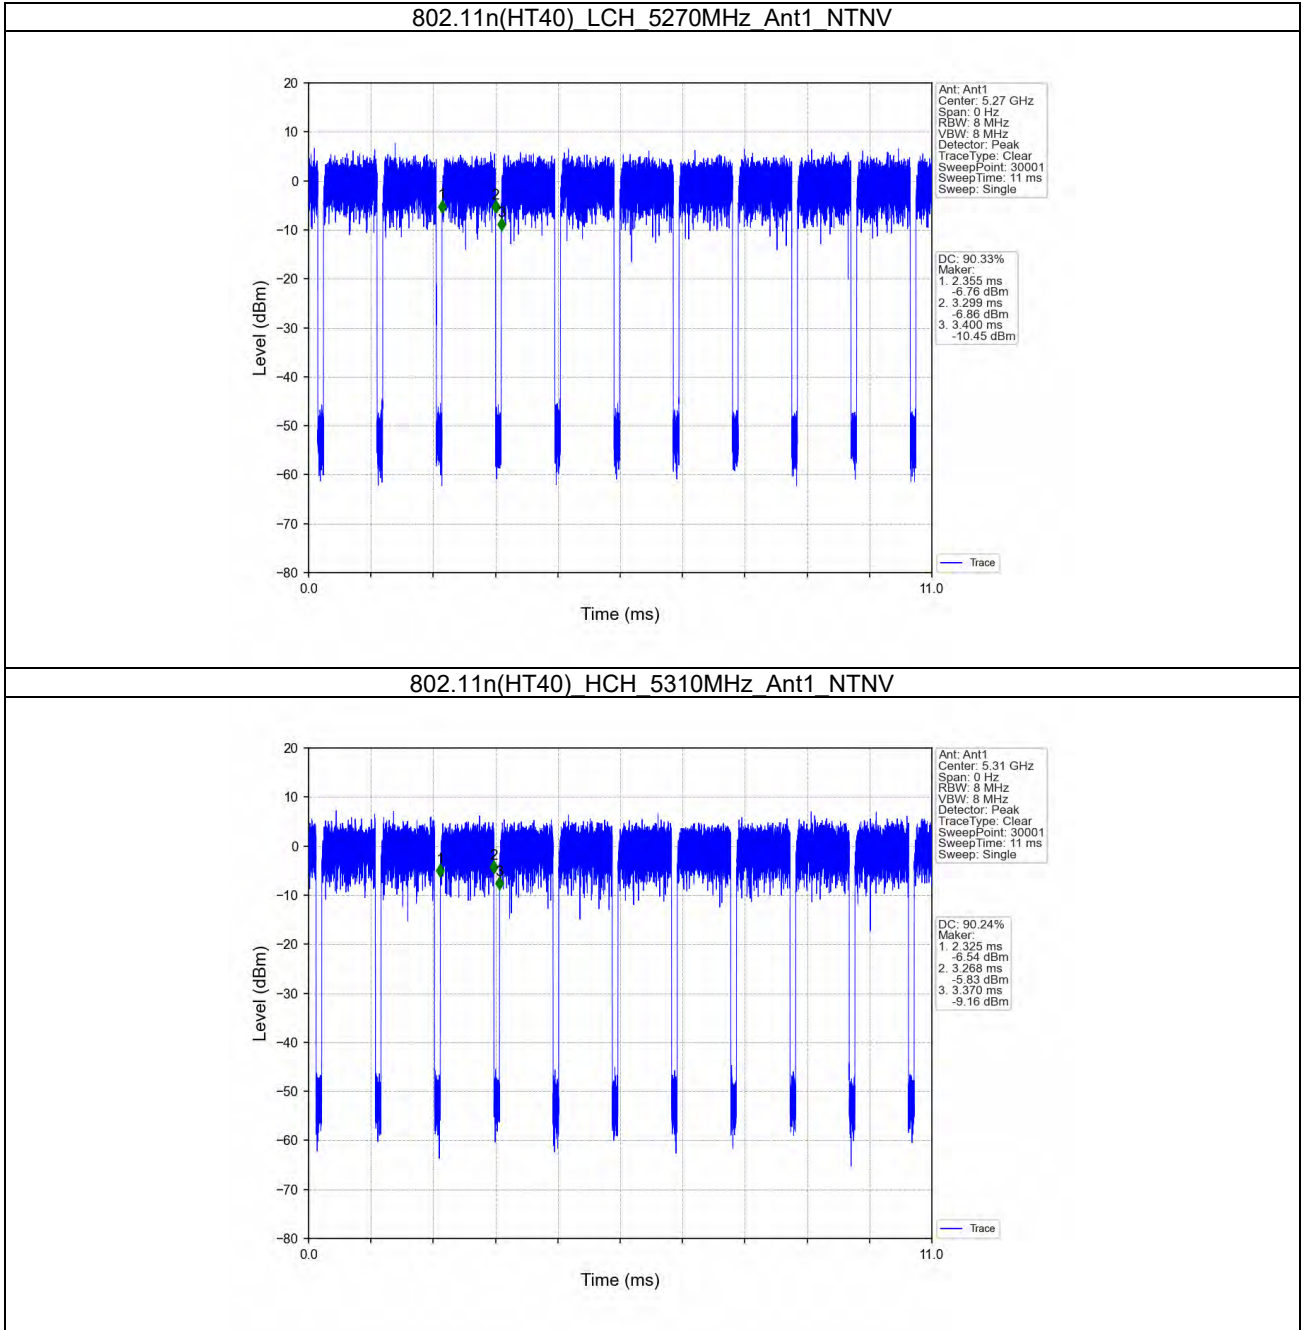 802.11n(HT40)_LCH_5270MHz_Ant1_NTNV
20
10
0
−10
−20
−30
−40
−50
−60
−70
−80
Level (dBm)
0.0
11.0
Time (ms)
1
2
Ant: Ant1
Center: 5.27 GHz
Span: 0 Hz
RBW: 8 MHz
VBW: 8 MHz
Detector: Peak
TraceType: Clear
SweepPoint: 30001
SweepTime: 11 ms
Sweep: Single
DC: 90.33%
Maker:
1. 2.355 ms
-6.76 dBm
2. 3.299 ms
-6.86 dBm
3. 3.400 ms
-10.45 dBm
Trace
802.11n(HT40)_HCH_5310MHz_Ant1_NTNV
20
10
0
−10
−20
−30
−40
−50
−60
−70
−80
Level (dBm)
0.0
11.0
Time (ms)
1
2
Ant: Ant1
Center: 5.31 GHz
Span: 0 Hz
RBW: 8 MHz
VBW: 8 MHz
Detector: Peak
TraceType: Clear
SweepPoint: 30001
SweepTime: 11 ms
Sweep: Single
DC: 90.24%
Maker:
1. 2.325 ms
-6.54 dBm
2. 3.268 ms
-5.83 dBm
3. 3.370 ms
-9.16 dBm
Trace